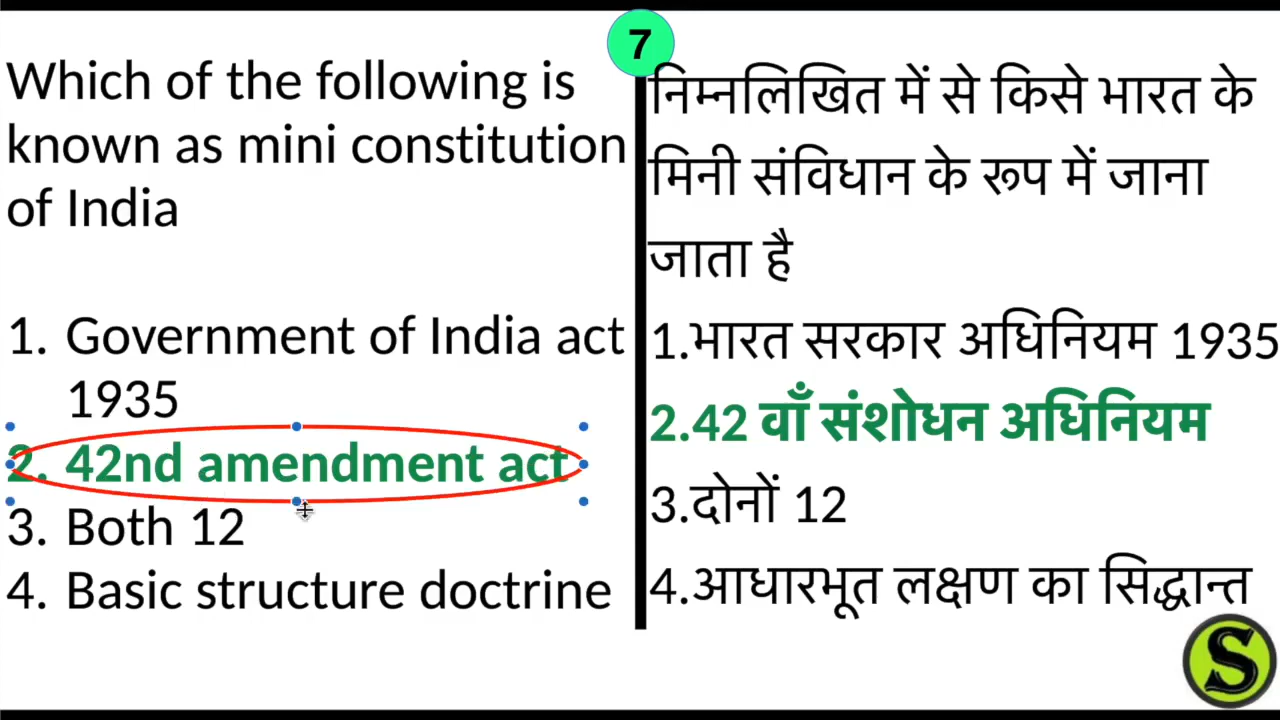 7
Which of the following is
known as mini constitution
of India
1. Government of India act
1935
2. 42nd amendment act
3. Both 12
4. Basic structure doctrine
निम्नलिखित में से किसे भारत के
मिनी संविधान के रूप में जाना
जाता है
1.भारत सरकार अधिनियम 1935
2.42 वाँ संशोधन अधिनियम
3.दोनों 12
4.आधारभूत लक्षण का सिद्धान्त
S